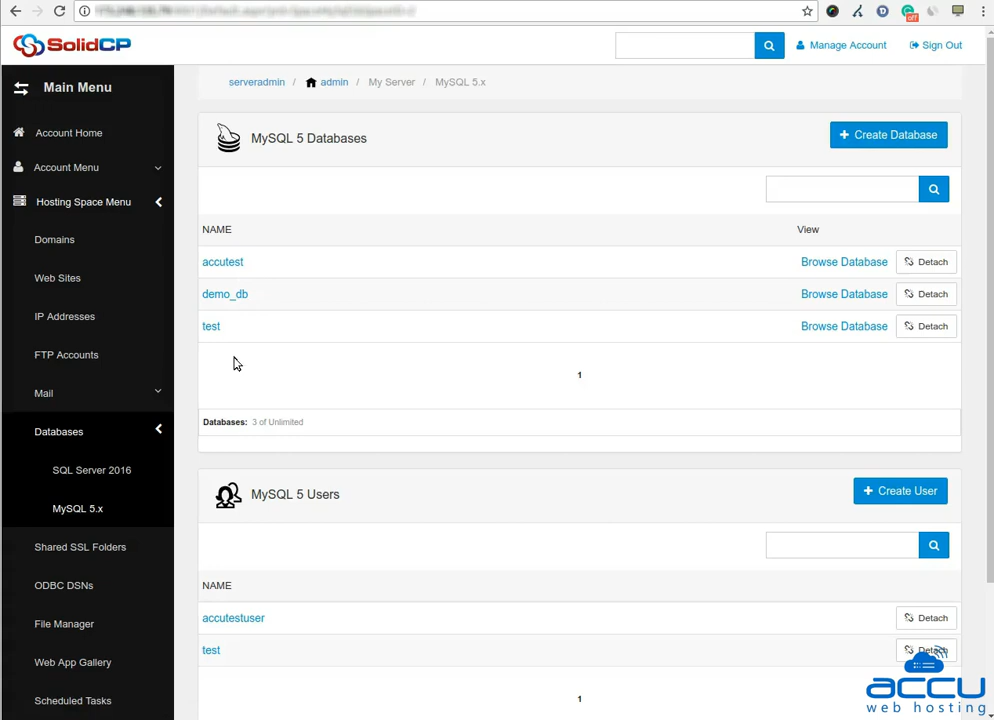 SolidCP
Manage Account
Sign Out
Main Menu
serveradmin / admin / My Server / MySQL 5.x
Account Home
Account Menu
Hosting Space Menu
Domains
Web Sites
IP Addresses
FTP Accounts
Mail
Databases
SQL Server 2016
MySQL 5.x
Shared SSL Folders
ODBC DSNs
File Manager
Web App Gallery
Scheduled Tasks
MySQL 5 Databases
+ Create Database
NAME View
accutest Browse Database Detach
demo_db Browse Database Detach
test Browse Database Detach
1
Databases: 3 of Unlimited
MySQL 5 Users
+ Create User
NAME
accutestuser Detach
test Detach
1
ACCU
web hosting
off